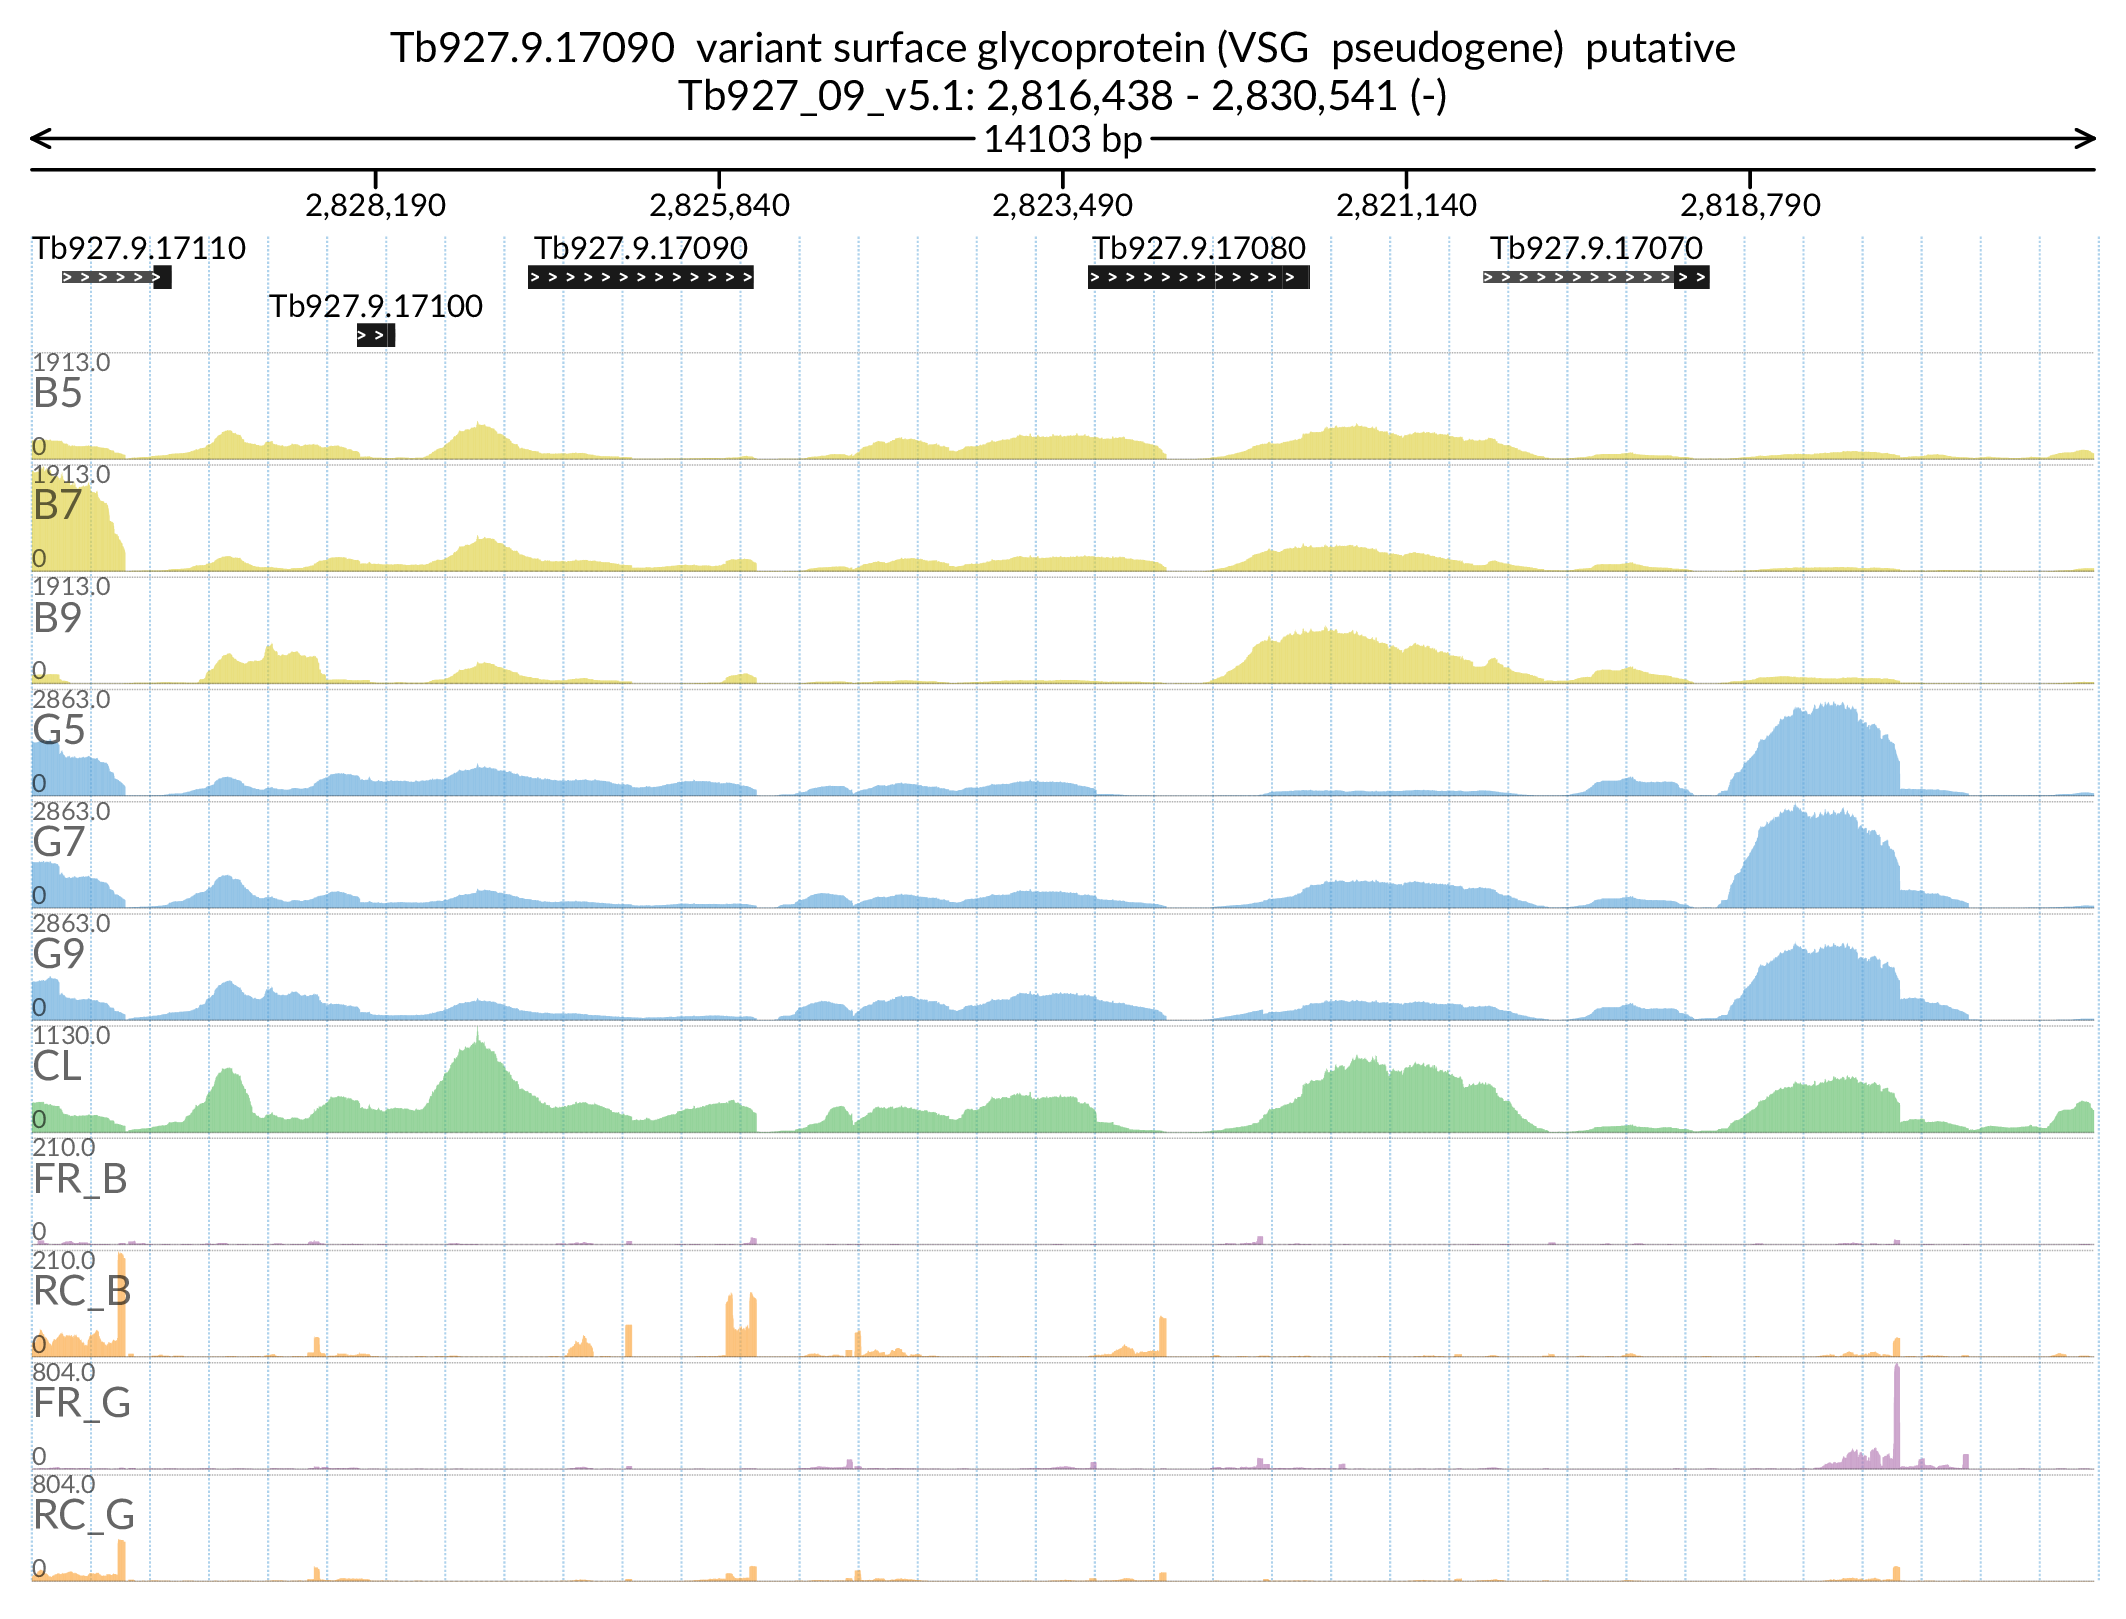 Tb927.9.17090  variant surface glycoprotein (VSG  pseudogene)  putative
Tb927_09_v5.1: 2,816,438 - 2,830,541 (-)
14103 bp
2,828,190 2,825,840 2,823,490 2,821,140 2,818,790
Tb927.9.17110 Tb927.9.17090 Tb927.9.17080 Tb927.9.17070
Tb927.9.17100
1913.0
B5
0
1913.0
B7
0
1913.0
B9
0
2863.0
G5
0
2863.0
G7
0
2863.0
G9
0
1130.0
CL
0
210.0
FR_B
0
210.0
RC_B
0
804.0
FR_G
0
804.0
RC_G
0